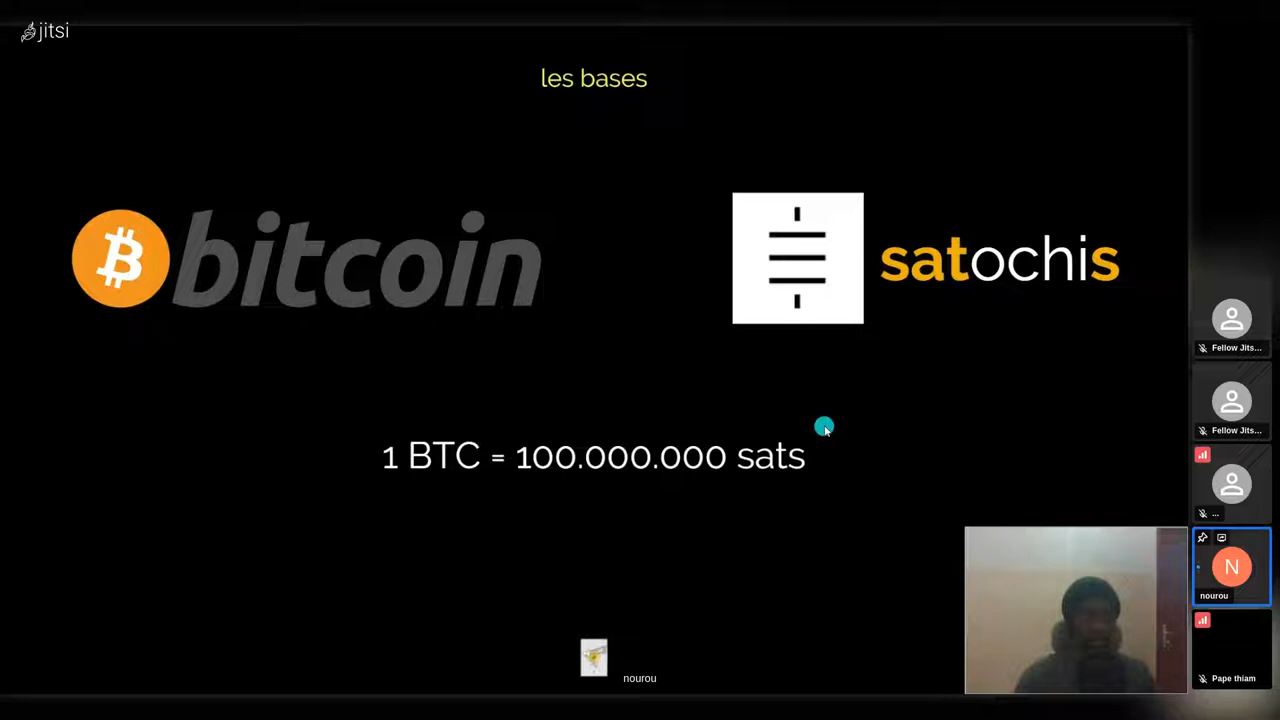 jitsi
les bases
bitcoin
satochis
1 BTC = 100.000.000 sats
nourou
Fellow Jits...
Fellow Jits...
...
N
nourou
Pape thiam